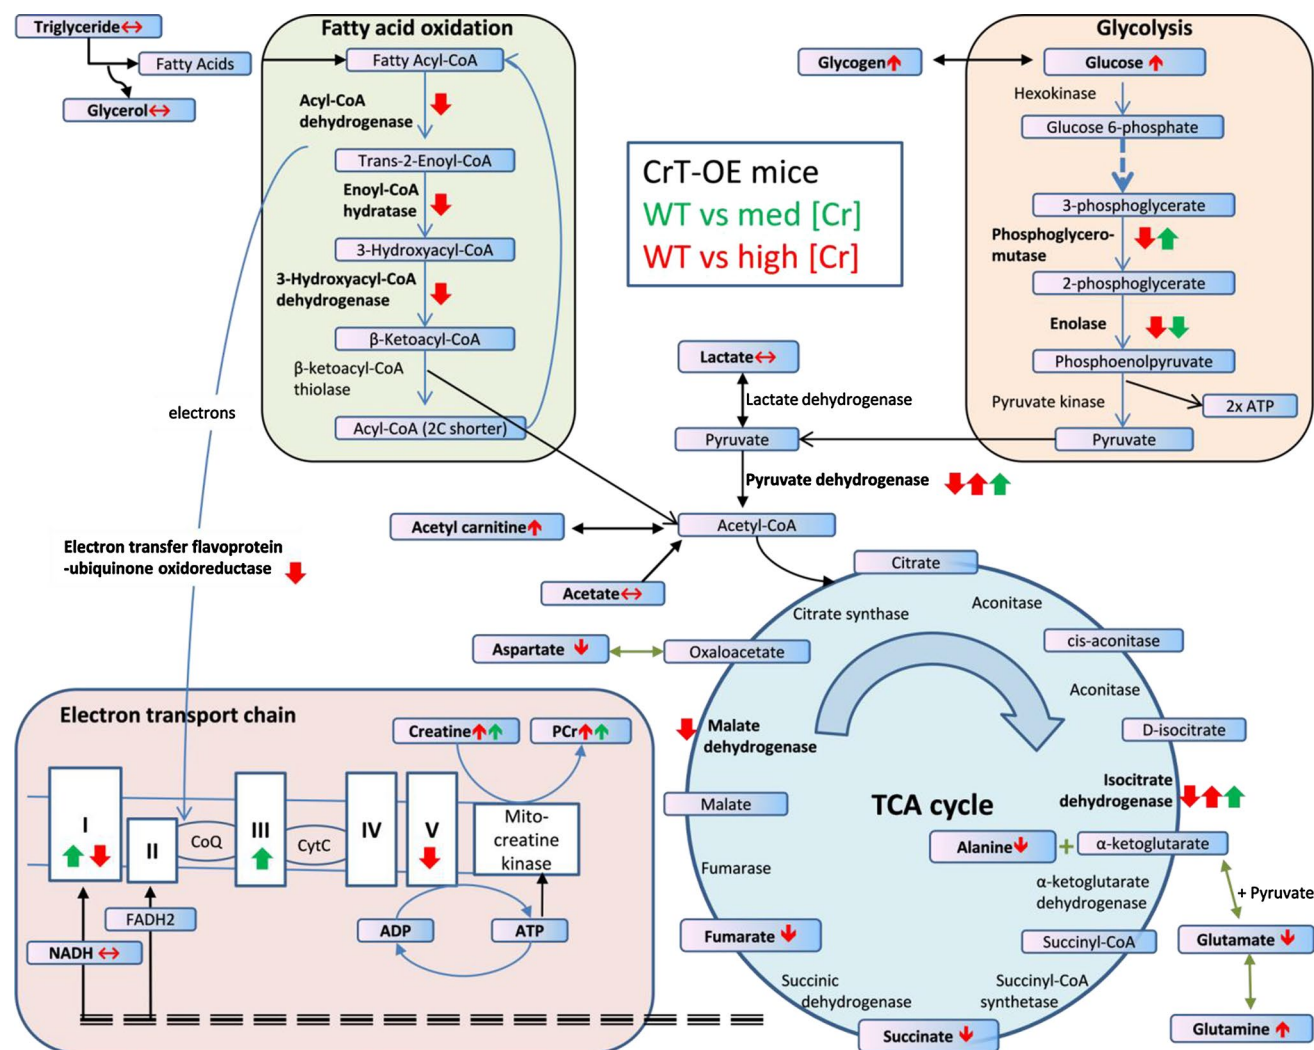 Triglyceride
Fatty Acids
Glycerol
Fatty acid oxidation
Fatty Acyl-CoA
Acyl-CoA
dehydrogenase
Trans-2-Enoyl-CoA
Enoyl-CoA
hydratase
3-Hydroxyacyl-CoA
3-Hydroxyacyl-CoA
dehydrogenase
β-Ketoacyl-CoA
β-ketoacyl-CoA
thiolase
Acyl-CoA (2C shorter)
electrons
Electron transfer flavoprotein
-ubiquinone oxidoreductase
CrT-OE mice
WT vs med [Cr]
WT vs high [Cr]
Glycogen
Glycolysis
Glucose
Hexokinase
Glucose 6-phosphate
3-phosphoglycerate
Phosphoglycero-
mutase
2-phosphoglycerate
Enolase
Phosphoenolpyruvate
Pyruvate kinase
2x ATP
Pyruvate
Lactate
Lactate dehydrogenase
Pyruvate
Pyruvate dehydrogenase
Acetyl carnitine
Acetyl-CoA
Acetate
Citrate
Citrate synthase
Aconitase
cis-aconitase
Aconitase
D-isocitrate
Isocitrate
dehydrogenase
Aspartate
Oxaloacetate
Malate
dehydrogenase
Malate
TCA cycle
Alanine
+
α-ketoglutarate
Fumarase
α-ketoglutarate
dehydrogenase
+ Pyruvate
Fumarate
Succinyl-CoA
Glutamate
Succinic
dehydrogenase
Succinyl-CoA
synthetase
Succinate
Glutamine
Electron transport chain
Creatine
PCr
I
II
CoQ
III
CytC
IV
V
Mito-
creatine
kinase
FADH2
NADH
ADP
ATP